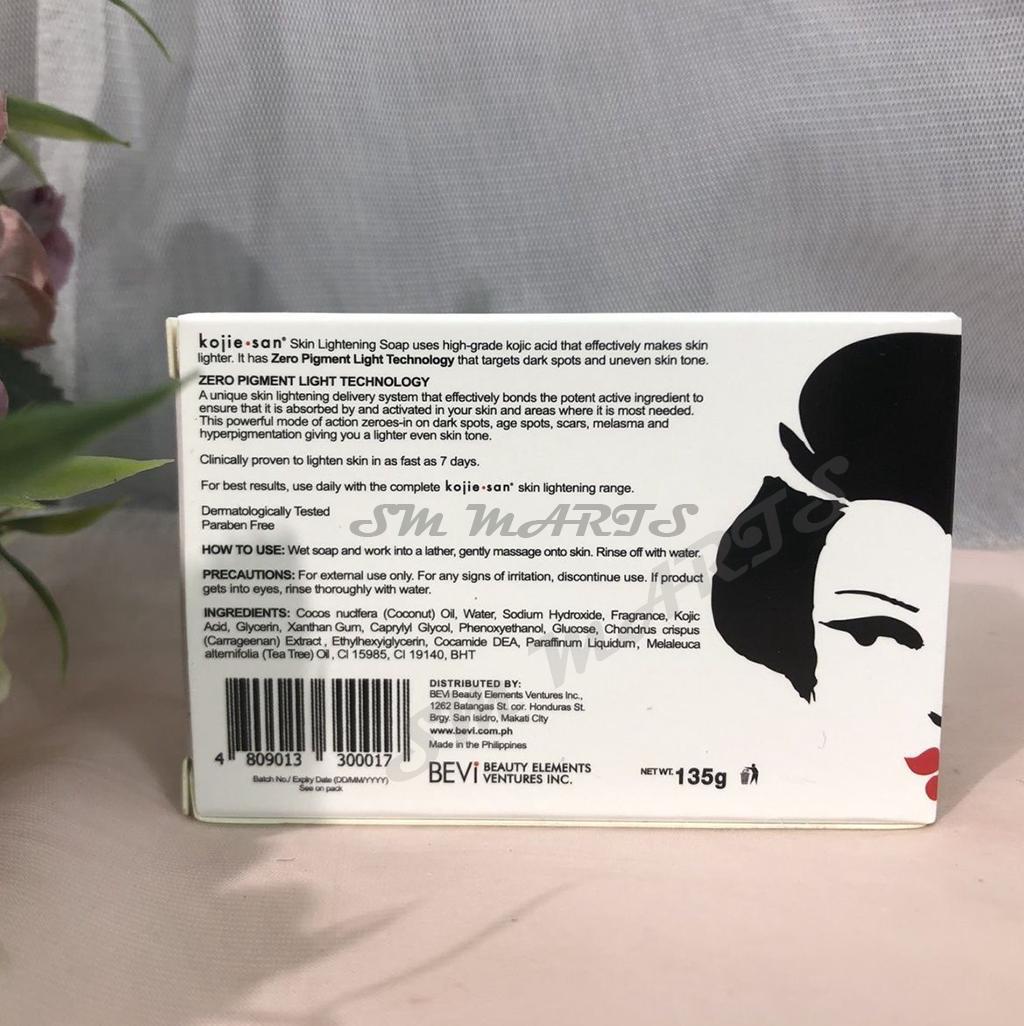 kojie•san® Skin Lightening Soap uses high-grade kojic acid that effectively makes skin
lighter. It has Zero Pigment Light Technology that targets dark spots and uneven skin tone.
ZERO PIGMENT LIGHT TECHNOLOGY
A unique skin lightening delivery system that effectively bonds the potent active ingredient to
ensure that it is absorbed by and activated in your skin and areas where it is most needed.
This powerful mode of action zeroes-in on dark spots, age spots, scars, melasma and
hyperpigmentation giving you a lighter even skin tone.
Clinically proven to lighten skin in as fast as 7 days.
For best results, use daily with the complete kojie•san® skin lightening range.
Dermatologically Tested
Paraben Free
SM MARTS
SM MARTS
HOW TO USE: Wet soap and work into a lather, gently massage onto skin. Rinse off with water.
PRECAUTIONS: For external use only. For any signs of irritation, discontinue use. If product
gets into eyes, rinse thoroughly with water.
INGREDIENTS: Cocos nucifera (Coconut) Oil, Water, Sodium Hydroxide, Fragrance, Kojic
Acid, Glycerin, Xanthan Gum, Caprylyl Glycol, Phenoxyethanol, Glucose, Chondrus crispus
(Carrageenan) Extract, Ethylhexyiglycerin, Cocamide DEA, Paraffinum Liquidum, Melaleuca
alternifolia (Tea Tree) Oil, CI 15985, CI 19140, BHT
4 809013 300017
Batch No./ Expiry Date (DD/MM/YYYY)
See on pack
DISTRIBUTED BY:
BEVi Beauty Elements Ventures Inc.,
1262 Batangas St. cor. Honduras St.
Brgy. San Isidro, Makati City
www.bevi.com.ph
Made in the Philippines
BEVi BEAUTY ELEMENTS
VENTURES INC.
NET WT. 135g